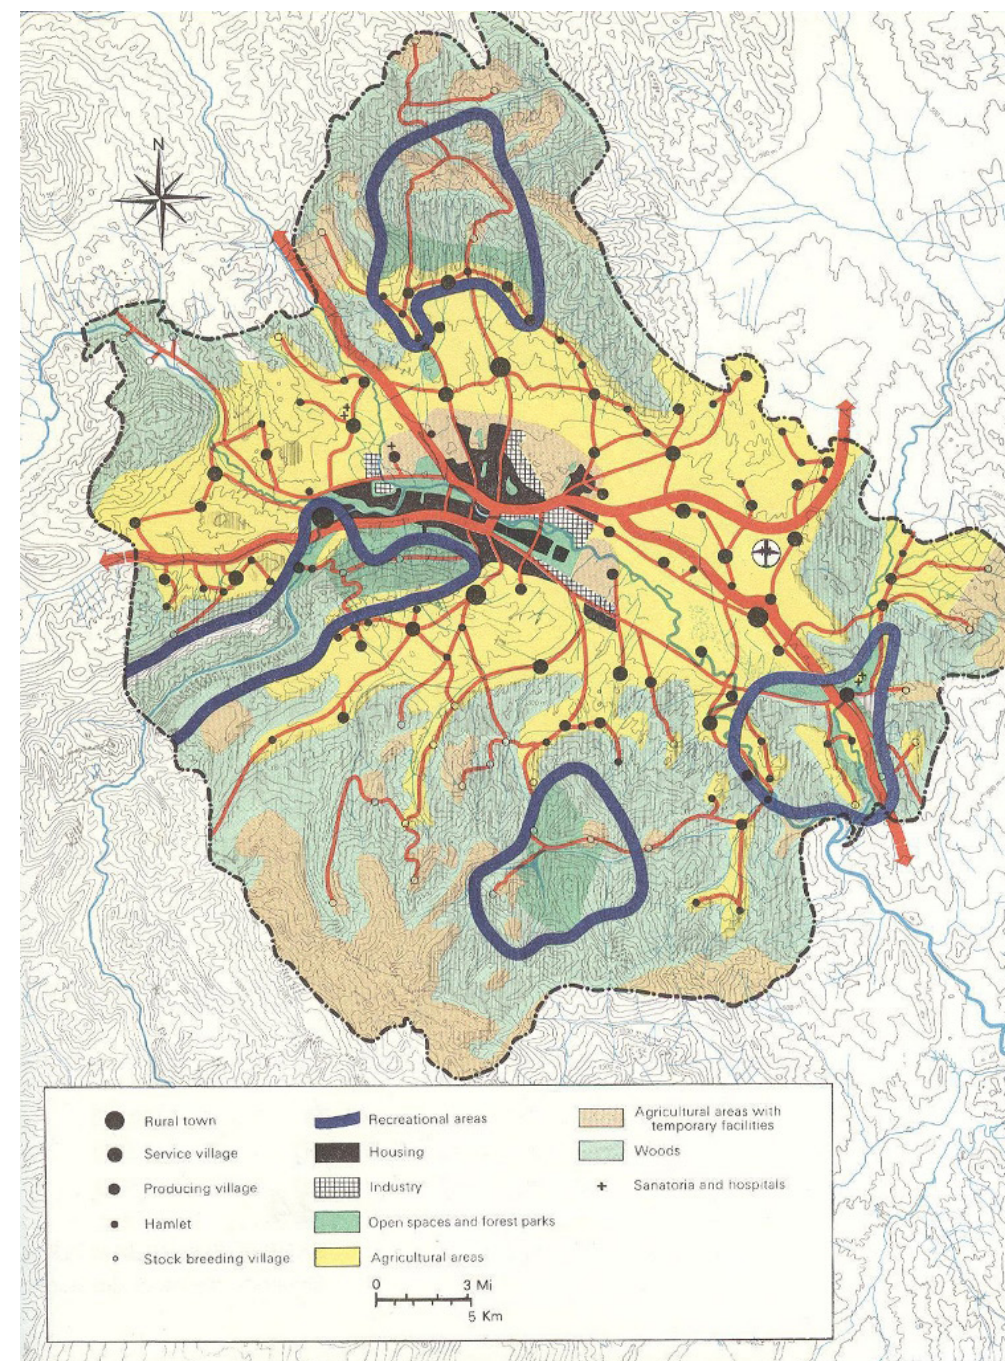 N
Rural town
Service village
Producing village
Hamlet
Stock breeding village
Recreational areas
Housing
Industry
Open spaces and forest parks
Agricultural areas
Agricultural areas with
temporary facilities
Woods
Sanatoria and hospitals
0 3 Mi
5 Km